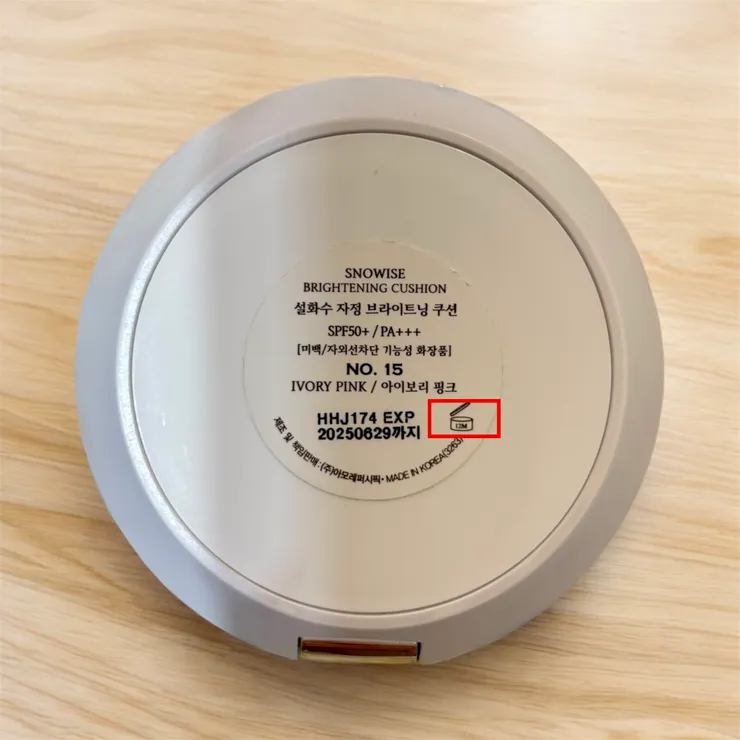 SNOWISE
BRIGHTENING CUSHION
설화수 자정 브라이트닝 쿠션
SPF50+ / PA+++
[미백/자외선차단 기능성 화장품]
NO. 15
IVORY PINK / 아이보리 핑크
HHJ174 EXP
20250629까지
12M
제조 및 책임판매 : (주)아모레퍼시픽 • MADE IN KOREA(3263)